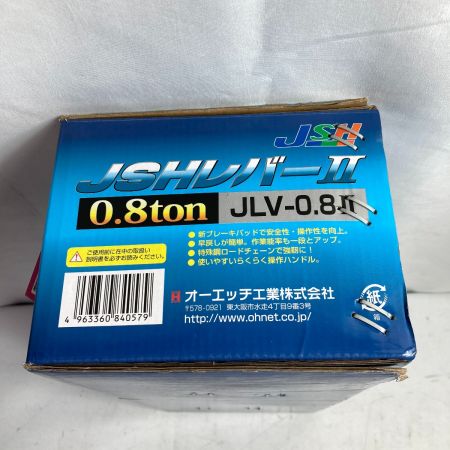 JSH
JSHレバーII
0.8ton JLV-0.8II
● 新ブレーキパッドで安全性・操作性を向上。
● 早戻しが簡単。作業能率も一段とアップ。
● 特殊鋼ロードチェーンで強靭に！
● 使いやすいらくらく操作ハンドル。
ご使用前に在中の取扱い
説明書を必ずお読みください。
オーエッチ工業株式会社
〒578-0921 東大阪市水走4丁目9番3号
http://www.ohnet.co.jp/
4 963360 840579
紙
箱